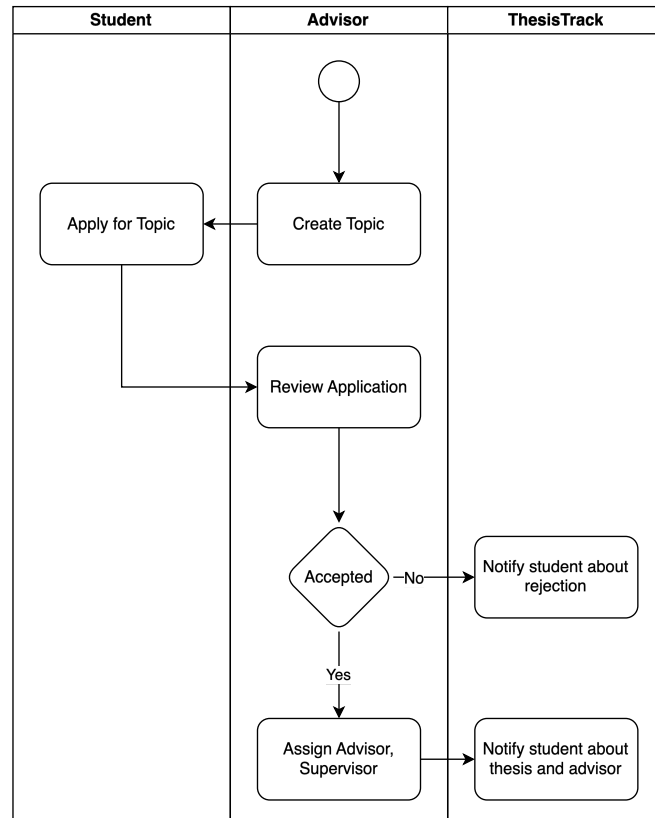 Student
Advisor
ThesisTrack
Apply for Topic
Create Topic
Review Application
Accepted
No
Notify student about
rejection
Yes
Assign Advisor,
Supervisor
Notify student about
thesis and advisor